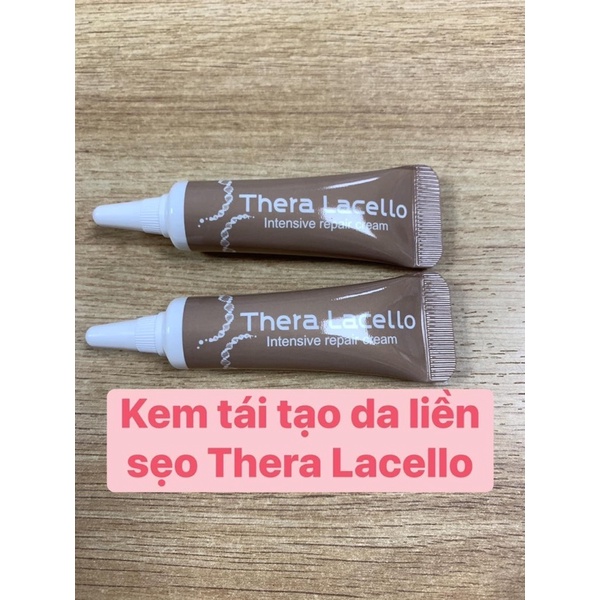 Thera Lacello
Intensive repair cream
Thera Lacello
Intensive repair cream
Kem tái tạo da liền
sẹo Thera Lacello